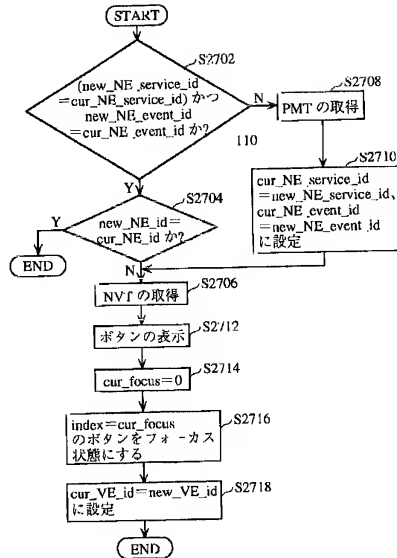 START
S2702
(new_NE_service_id
=cur_NE_service_id) かつ
new_NE_event_id
=cur_NE_event_id か?
N
S2708
PMT の取得
110
S2710
cur_NE_service_id
=new_NE_service_id、
cur_NE_event_id
=new_NE_event_id
に設定
Y
S2704
new_NE_id=
cur_NE_id か?
Y
END
N
S2706
NVTの取得
S2712
ボタンの表示
S2714
cur_focus=0
S2716
index=cur_focus
のボタンをフォーカス
状態にする
S2718
cur_VE_id=new_VE_id
に設定
END